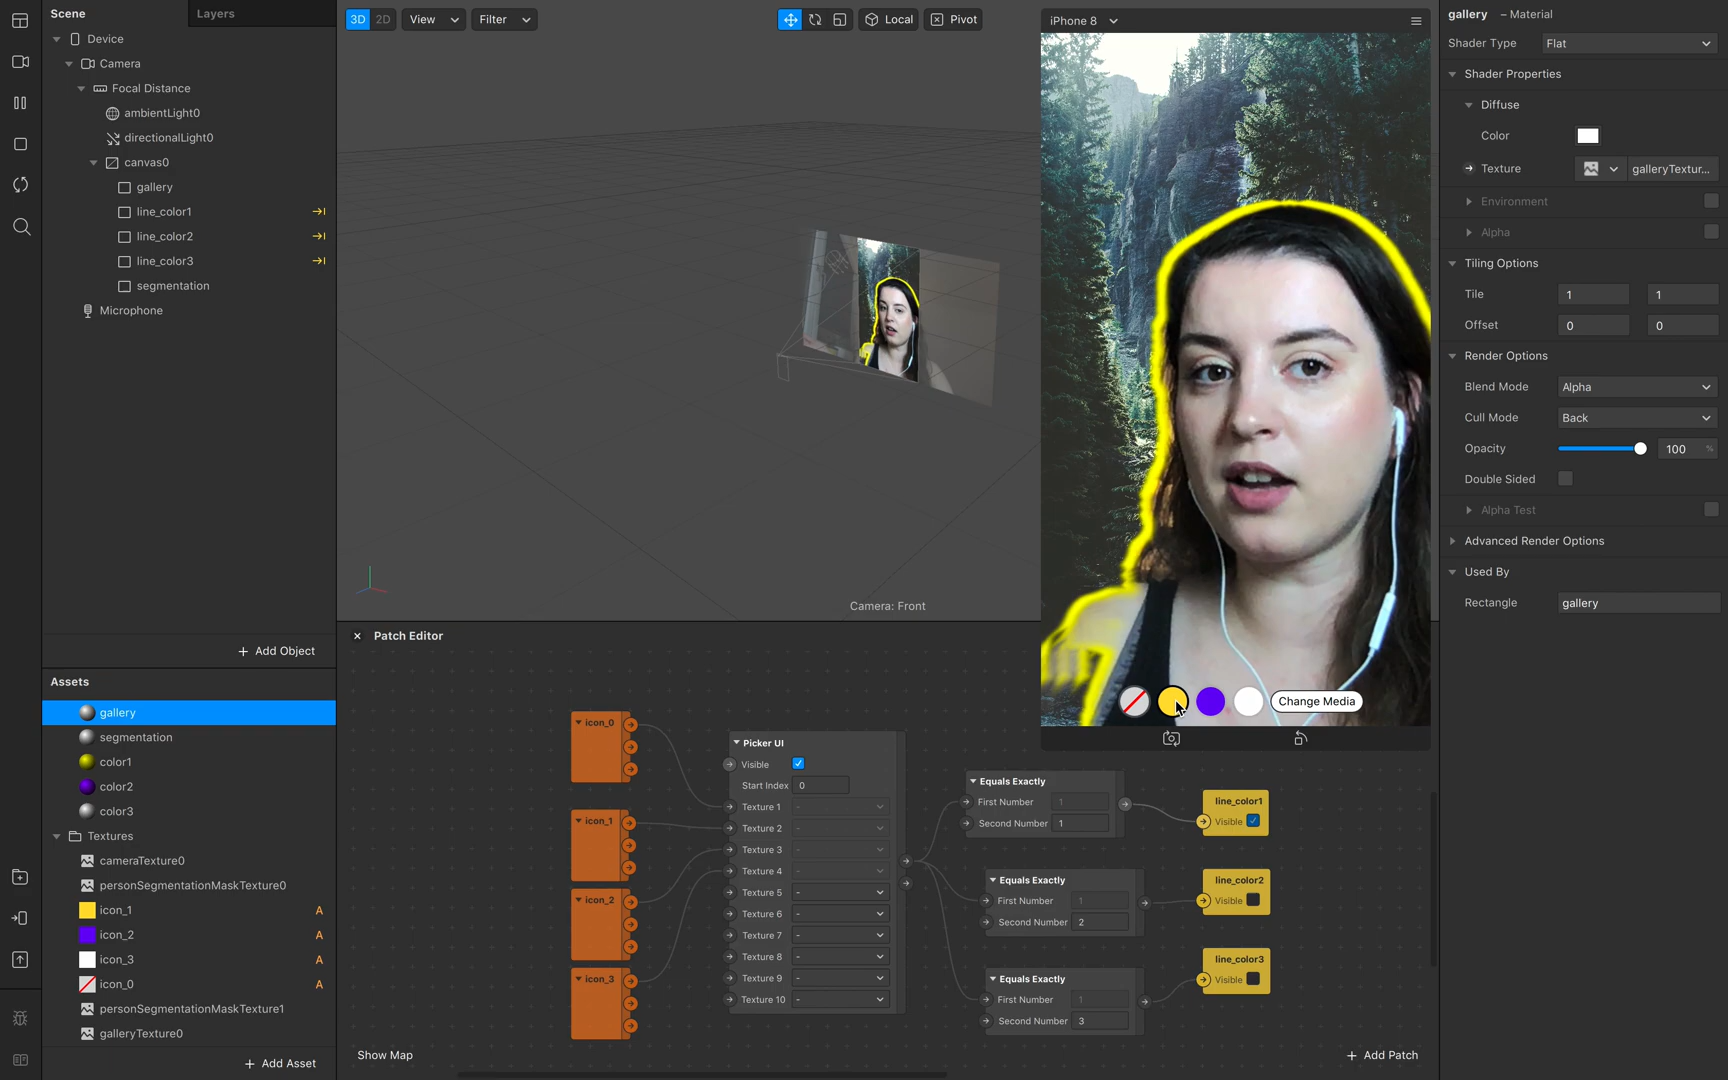 Scene
Layers
Device
Camera
Focal Distance
ambientLight0
directionalLight0
canvas0
gallery
line_color1
line_color2
line_color3
segmentation
Microphone
+ Add Object
Assets
gallery
segmentation
color1
color2
color3
Textures
cameraTexture0
personSegmentationMaskTexture0
icon_1 A
icon_2 A
icon_3 A
icon_0 A
personSegmentationMaskTexture1
galleryTexture0
+ Add Asset
3D 2D View Filter Local Pivot
Camera: Front
iPhone 8
Change Media
Patch Editor
icon_0
icon_1
icon_2
icon_3
Picker UI
Visible
Start Index 0
Texture 1 -
Texture 2 -
Texture 3 -
Texture 4 -
Texture 5 -
Texture 6 -
Texture 7 -
Texture 8 -
Texture 9 -
Texture 10 -
Equals Exactly
First Number 1
Second Number 1
Equals Exactly
First Number 1
Second Number 2
Equals Exactly
First Number 1
Second Number 3
line_color1
Visible
line_color2
Visible
line_color3
Visible
Show Map
+ Add Patch
gallery – Material
Shader Type Flat
Shader Properties
Diffuse
Color
Texture galleryTextur...
Environment
Alpha
Tiling Options
Tile 1 1
Offset 0 0
Render Options
Blend Mode Alpha
Cull Mode Back
Opacity 100 %
Double Sided
Alpha Test
Advanced Render Options
Used By
Rectangle gallery